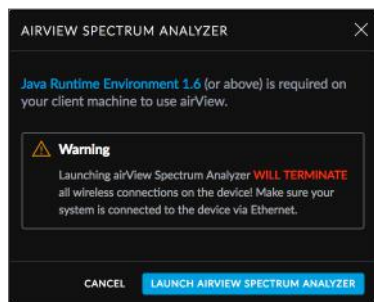 AIRVIEW SPECTRUM ANALYZER
Java Runtime Environment 1.6 (or above) is required on
your client machine to use airView.
Warning
Launching airView Spectrum Analyzer WILL TERMINATE
all wireless connections on the device! Make sure your
system is connected to the device via Ethernet.
CANCEL LAUNCH AIRVIEW SPECTRUM ANALYZER